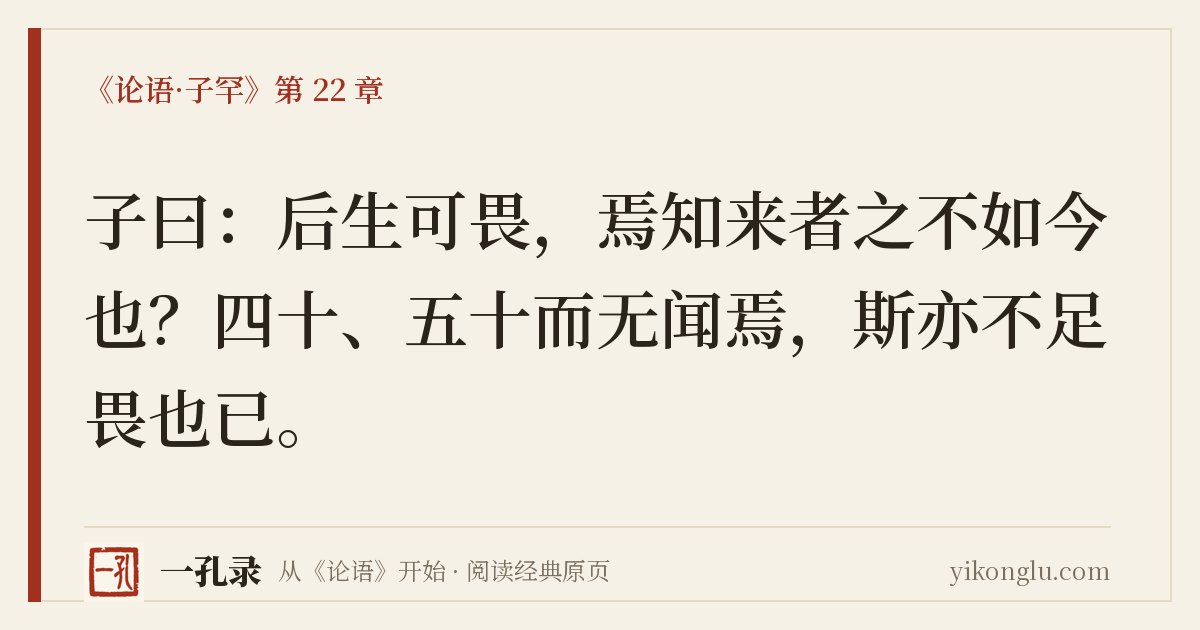 《论语·子罕》第 22 章
子曰：后生可畏，焉知来者之不如今
也？四十、五十而无闻焉，斯亦不足
畏也已。
一孔
一孔录 从《论语》开始 · 阅读经典原页 yikonglu.com